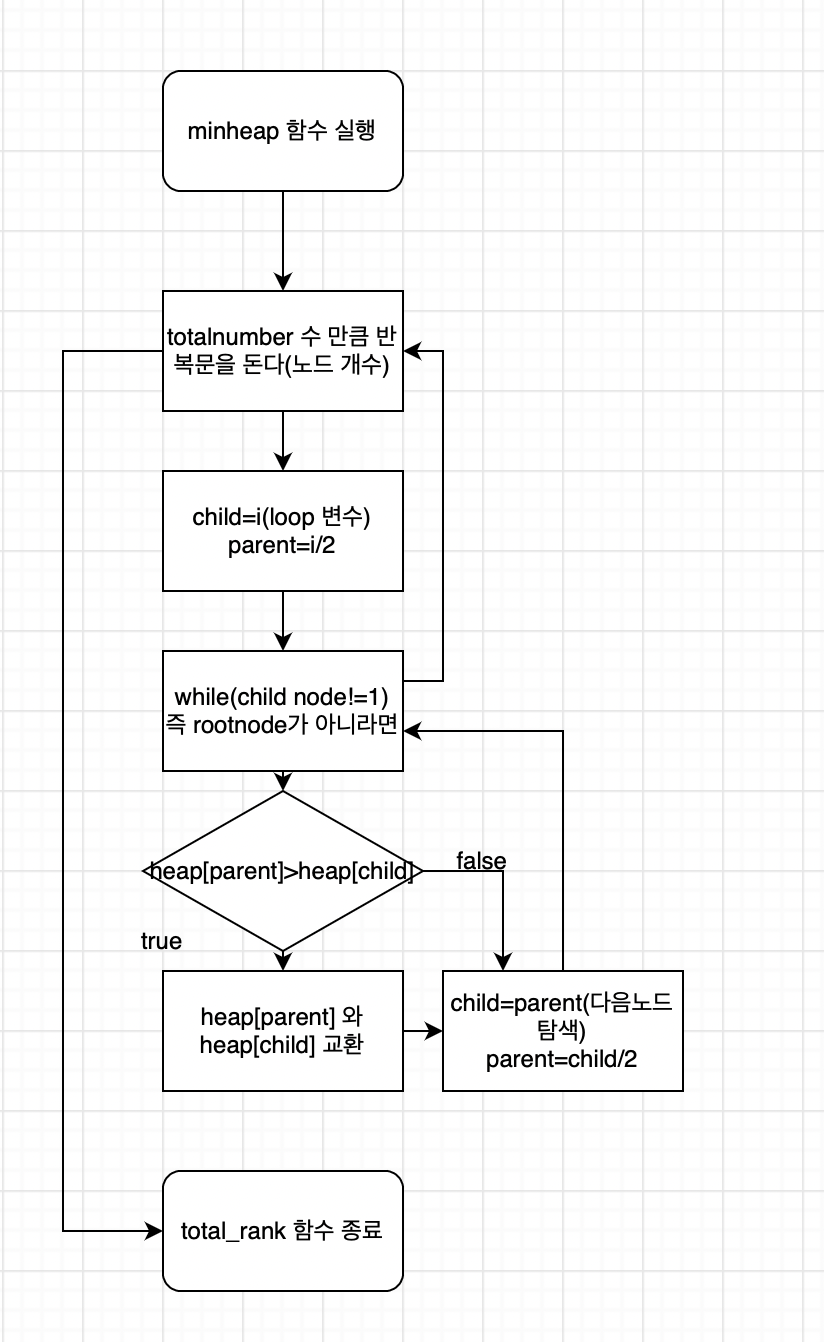 minheap 함수 실행
totalnumber 수 만큼 반
복문을 돈다(노드 개수)
child=i(loop 변수)
parent=i/2
while(child node!=1)
즉 rootnode가 아니라면
heap[parent]>heap[child]
false
true
heap[parent] 와
heap[child] 교환
child=parent(다음노드
탐색)
parent=child/2
total_rank 함수 종료